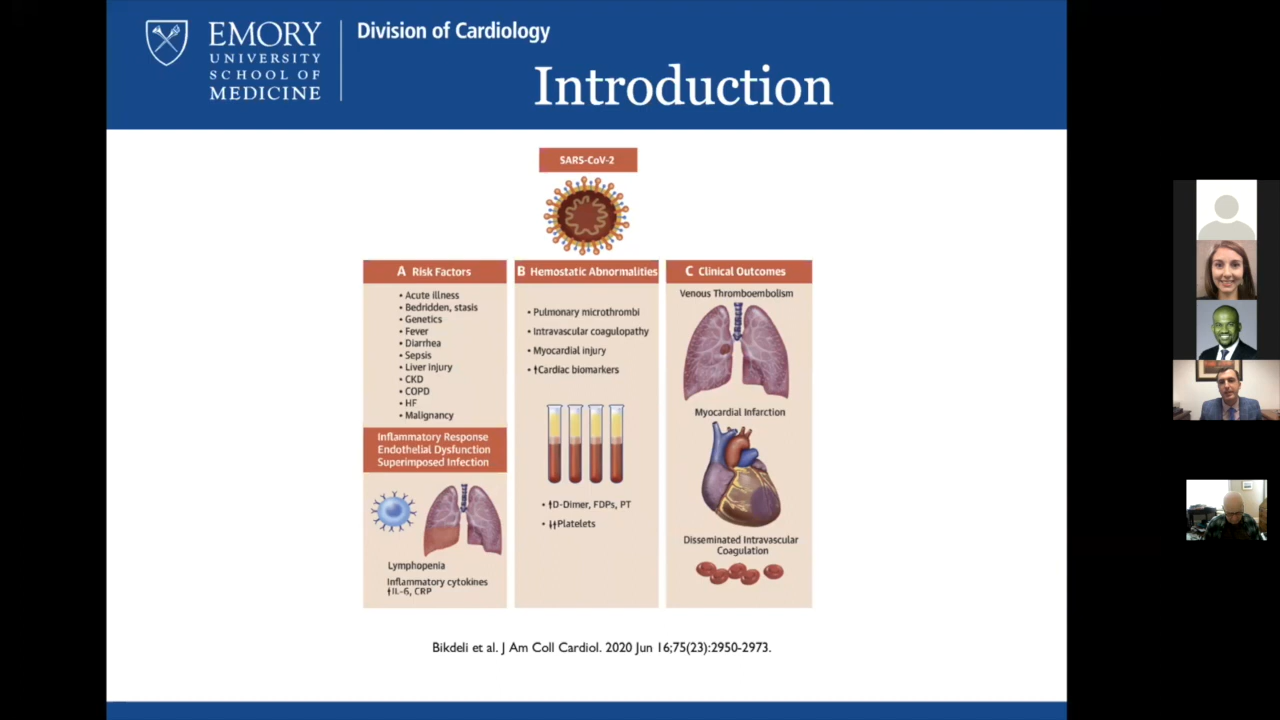 EMORY
UNIVERSITY
SCHOOL OF
MEDICINE
Division of Cardiology
Introduction
SARS-CoV-2
A Risk Factors
• Acute illness
• Bedridden, stasis
• Genetics
• Fever
• Diarrhea
• Sepsis
• Liver injury
• CKD
• COPD
• HF
• Malignancy
Inflammatory Response
Endothelial Dysfunction
Superimposed Infection
Lymphopenia
Inflammatory cytokines
↑IL-6, CRP
B Hemostatic Abnormalities
• Pulmonary microthrombi
• Intravascular coagulopathy
• Myocardial injury
• ↑Cardiac biomarkers
• ↑D-Dimer, FDPs, PT
• ↓↓Platelets
C Clinical Outcomes
Venous Thromboembolism
Myocardial Infarction
Disseminated Intravascular
Coagulation
Bikdeli et al. J Am Coll Cardiol. 2020 Jun 16;75(23):2950-2973.